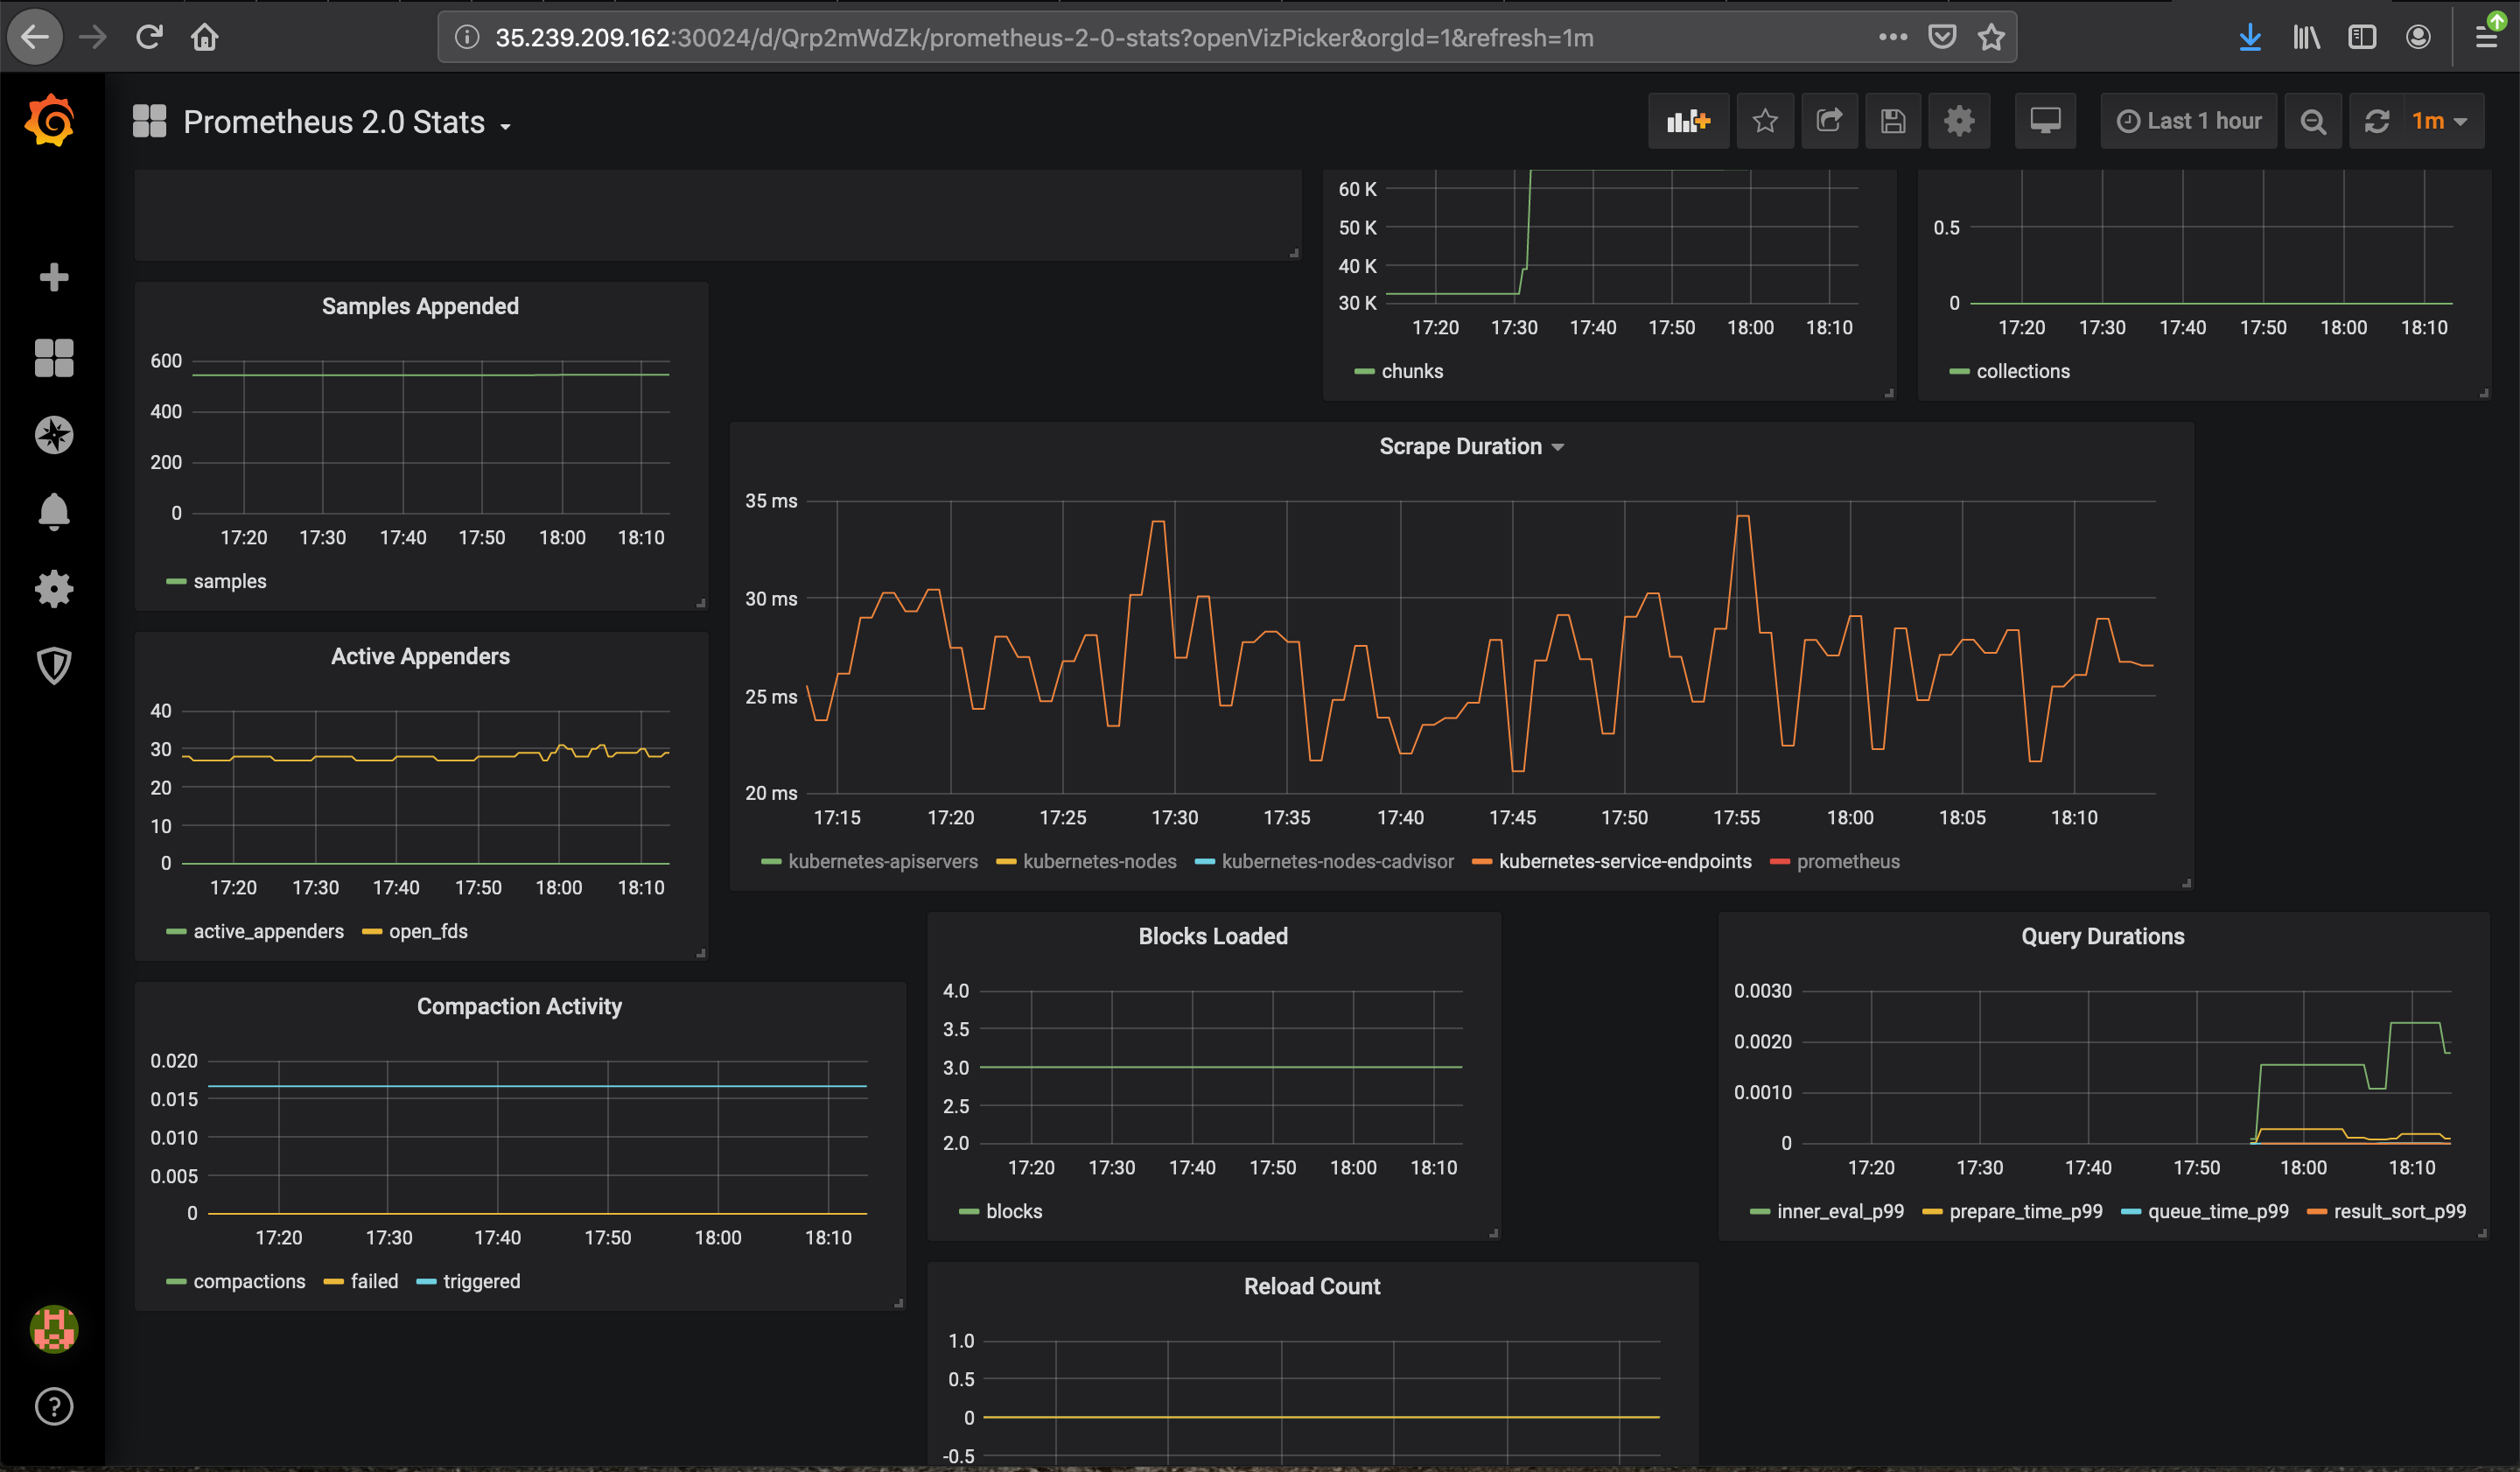 35.239.209.162:30024/d/Qrp2mWdZk/prometheus-2-0-stats?openVizPicker&orgId=1&refresh=1m
Prometheus 2.0 Stats
Last 1 hour
1m
60 K
50 K
40 K
30 K
17:20 17:30 17:40 17:50 18:00 18:10
chunks
0.5
0
17:20 17:30 17:40 17:50 18:00 18:10
collections
Samples Appended
600
400
200
0
17:20 17:30 17:40 17:50 18:00 18:10
samples
Scrape Duration
35 ms
30 ms
25 ms
20 ms
17:15 17:20 17:25 17:30 17:35 17:40 17:45 17:50 17:55 18:00 18:05 18:10
kubernetes-apiservers kubernetes-nodes kubernetes-nodes-cadvisor kubernetes-service-endpoints prometheus
Active Appenders
40
30
20
10
0
17:20 17:30 17:40 17:50 18:00 18:10
active_appenders open_fds
Blocks Loaded
4.0
3.5
3.0
2.5
2.0
17:20 17:30 17:40 17:50 18:00 18:10
blocks
Query Durations
0.0030
0.0020
0.0010
0
17:20 17:30 17:40 17:50 18:00 18:10
inner_eval_p99 prepare_time_p99 queue_time_p99 result_sort_p99
Compaction Activity
0.020
0.015
0.010
0.005
0
17:20 17:30 17:40 17:50 18:00 18:10
compactions failed triggered
Reload Count
1.0
0.5
0
-0.5